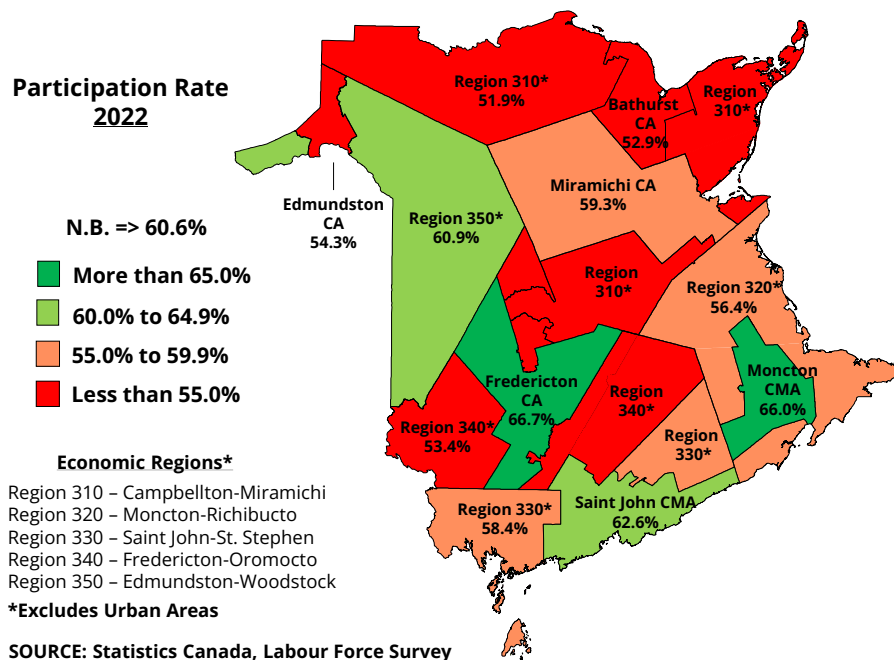 Participation Rate
2022
N.B. => 60.6%
More than 65.0%
60.0% to 64.9%
55.0% to 59.9%
Less than 55.0%
Economic Regions*
Region 310 – Campbellton-Miramichi
Region 320 – Moncton-Richibucto
Region 330 – Saint John-St. Stephen
Region 340 – Fredericton-Oromocto
Region 350 – Edmundston-Woodstock
*Excludes Urban Areas
SOURCE: Statistics Canada, Labour Force Survey
Region 310*
51.9%
Bathurst
CA
52.9%
Region
310*
Edmundston
CA
54.3%
Region 350*
60.9%
Miramichi CA
59.3%
Region
310*
Region 320*
56.4%
Fredericton
CA
66.7%
Region
340*
Moncton
CMA
66.0%
Region 340*
53.4%
Region
330*
Region 330*
58.4%
Saint John CMA
62.6%